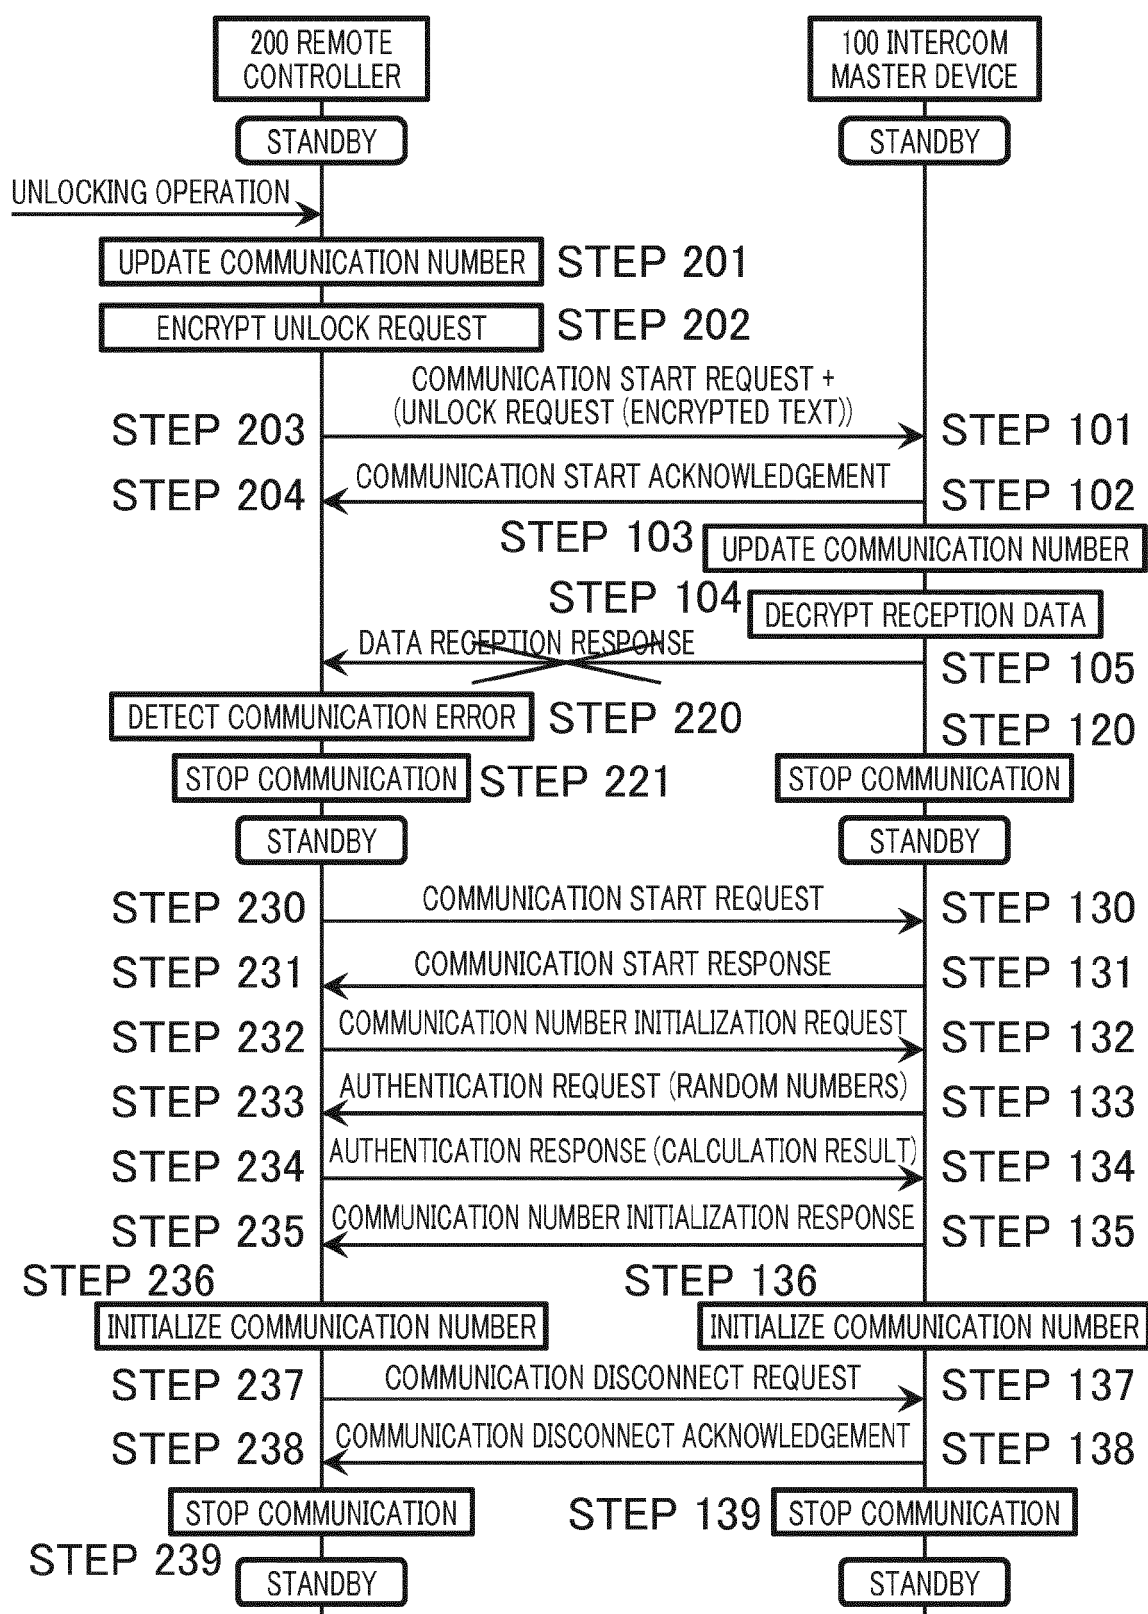 200 REMOTE
CONTROLLER
100 INTERCOM
MASTER DEVICE
STANDBY
STANDBY
UNLOCKING OPERATION
UPDATE COMMUNICATION NUMBER
STEP 201
ENCRYPT UNLOCK REQUEST
STEP 202
COMMUNICATION START REQUEST +
(UNLOCK REQUEST (ENCRYPTED TEXT))
STEP 203
STEP 101
COMMUNICATION START ACKNOWLEDGEMENT
STEP 204
STEP 102
STEP 103
UPDATE COMMUNICATION NUMBER
STEP 104
DECRYPT RECEPTION DATA
DATA RECEPTION RESPONSE
STEP 105
DETECT COMMUNICATION ERROR
STEP 220
STEP 120
STOP COMMUNICATION
STEP 221
STOP COMMUNICATION
STANDBY
STANDBY
STEP 230
COMMUNICATION START REQUEST
STEP 130
STEP 231
COMMUNICATION START RESPONSE
STEP 131
STEP 232
COMMUNICATION NUMBER INITIALIZATION REQUEST
STEP 132
STEP 233
AUTHENTICATION REQUEST (RANDOM NUMBERS)
STEP 133
STEP 234
AUTHENTICATION RESPONSE (CALCULATION RESULT)
STEP 134
STEP 235
COMMUNICATION NUMBER INITIALIZATION RESPONSE
STEP 135
STEP 236
STEP 136
INITIALIZE COMMUNICATION NUMBER
INITIALIZE COMMUNICATION NUMBER
STEP 237
COMMUNICATION DISCONNECT REQUEST
STEP 137
STEP 238
COMMUNICATION DISCONNECT ACKNOWLEDGEMENT
STEP 138
STOP COMMUNICATION
STEP 139
STOP COMMUNICATION
STEP 239
STANDBY
STANDBY